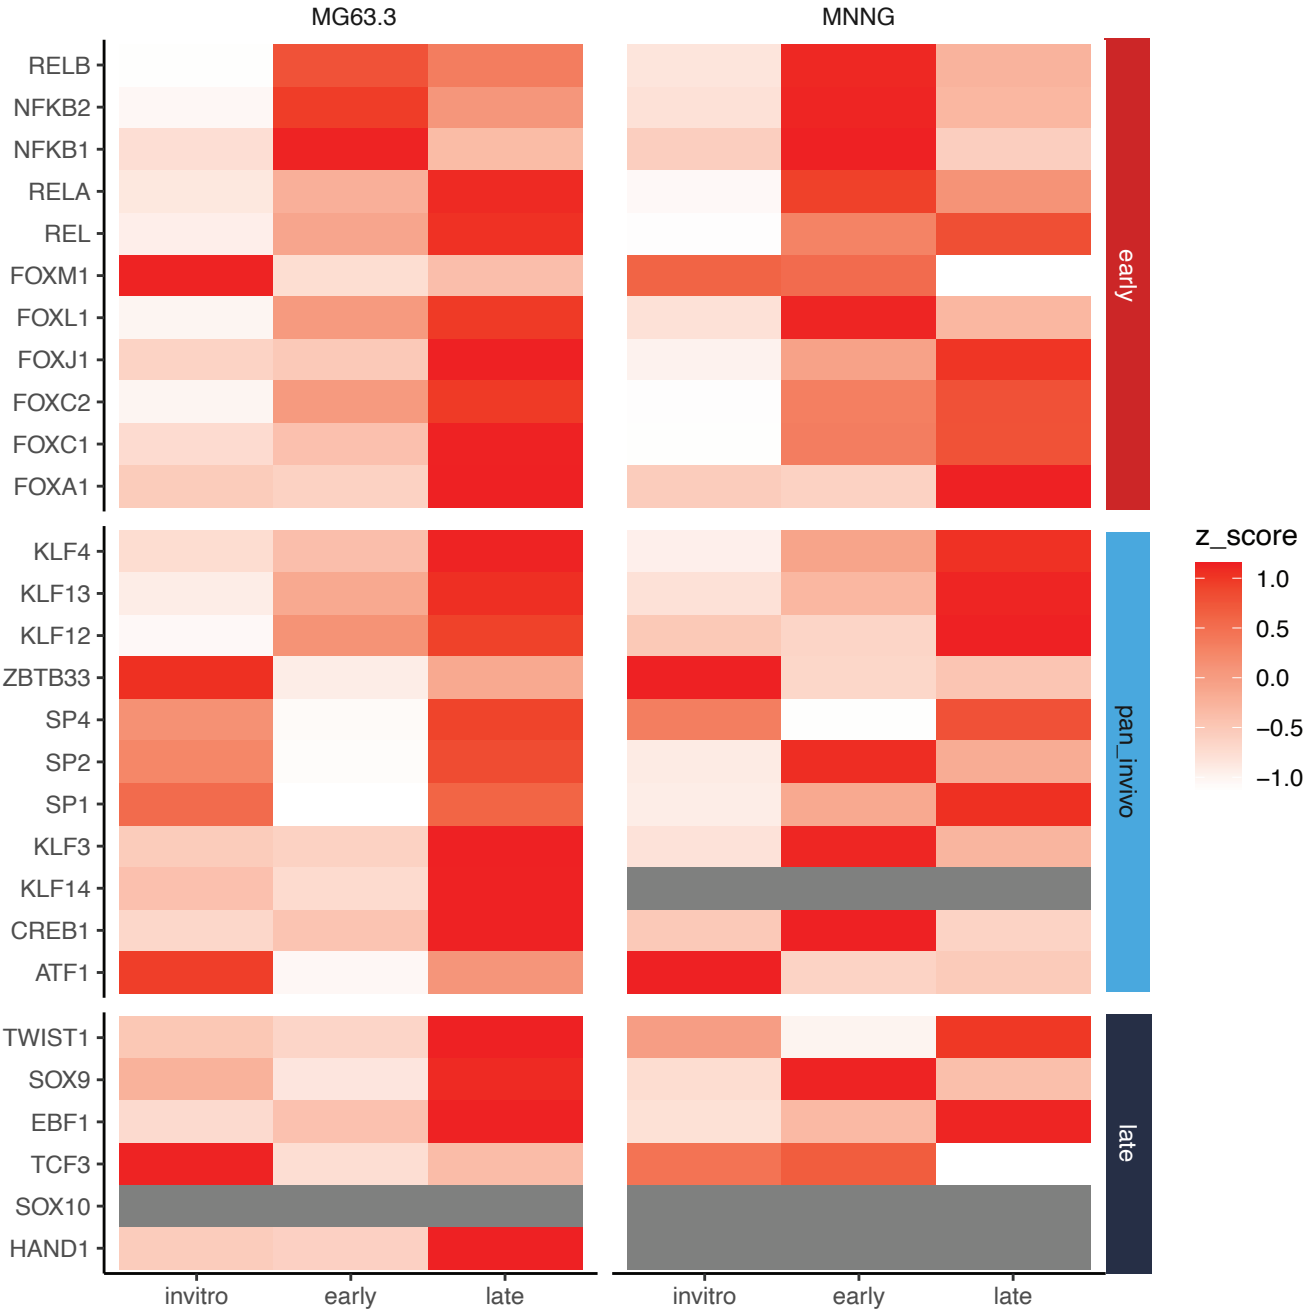 MG63.3 MNNG
RELB
NFKB2
NFKB1
RELA
REL
FOXM1
FOXL1
FOXJ1
FOXC2
FOXC1
FOXA1
early
KLF4
KLF13
KLF12
ZBTB33
SP4
SP2
SP1
KLF3
KLF14
CREB1
ATF1
pan_invivo
TWIST1
SOX9
EBF1
TCF3
SOX10
HAND1
late
invitro early late invitro early late
z_score
1.0
0.5
0.0
−0.5
−1.0